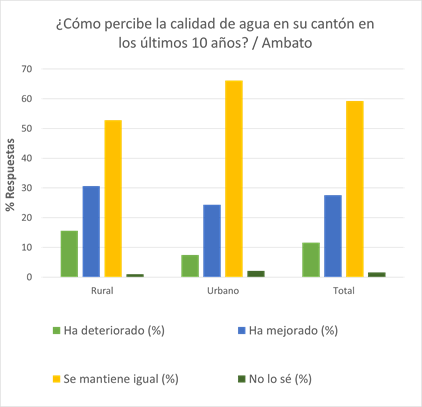 ¿Cómo percibe la calidad de agua en su cantón en
los últimos 10 años? / Ambato
70
60
50
40
30
20
10
0
% Respuestas
Rural
Urbano
Total
Ha deteriorado (%)
Ha mejorado (%)
Se mantiene igual (%)
No lo sé (%)